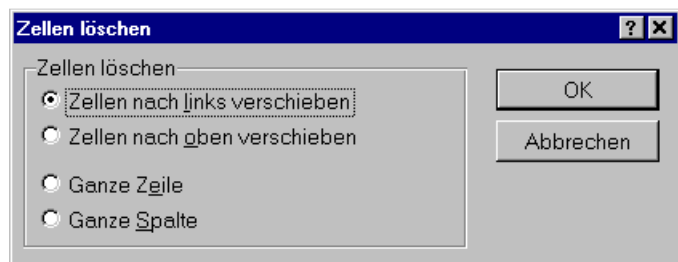 Zellen löschen
Zellen löschen
Zellen nach links verschieben
Zellen nach oben verschieben
Ganze Zeile
Ganze Spalte
OK
Abbrechen